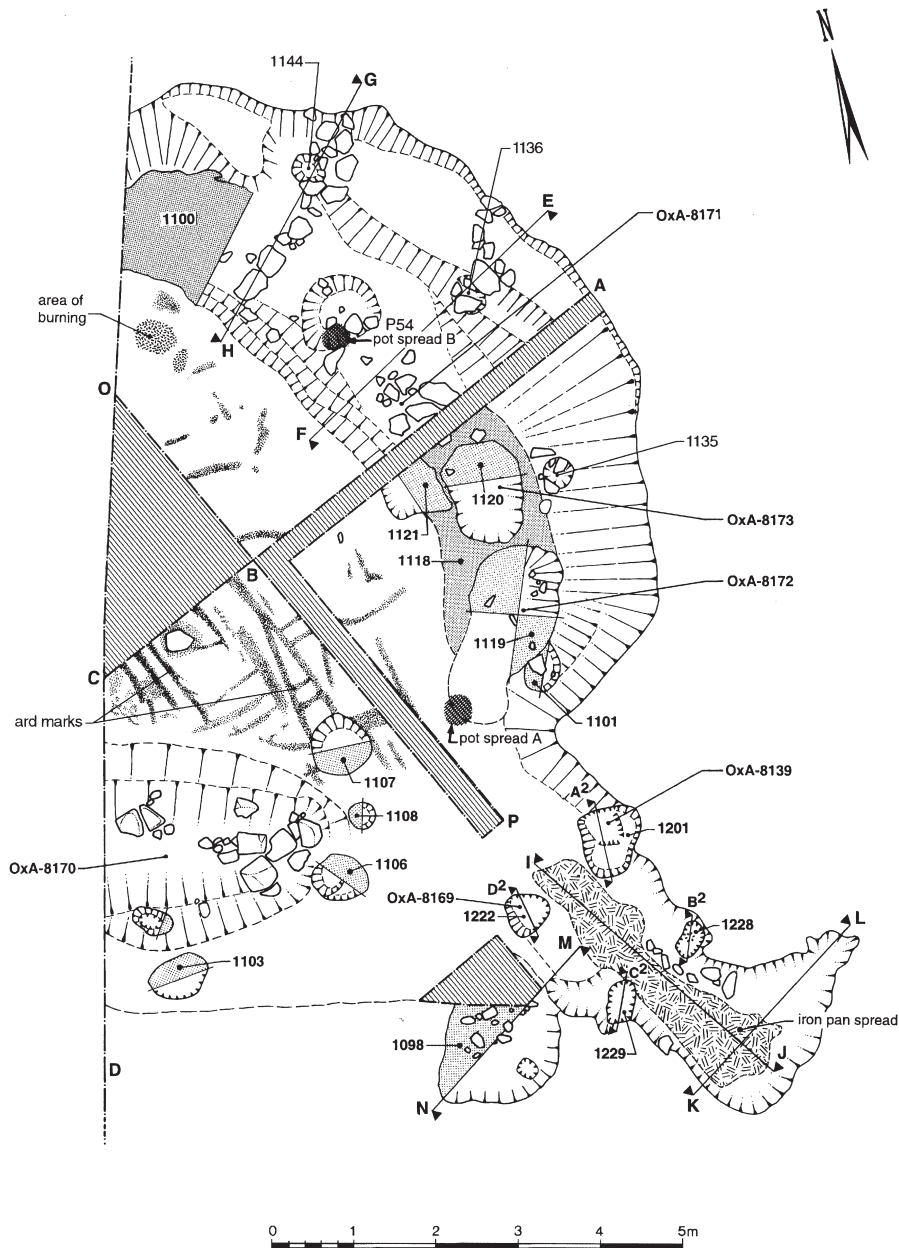 N
1144
G
1136
E
OxA-8171
1100
A
area of
burning
P54
pot spread B
H
O
F
1135
1120
OxA-8173
1121
1118
B
OxA-8172
1119
C
ard marks
1101
pot spread A
1107
OxA-8139
A2
1108
P
1201
OxA-8170
1106
I
D2
OxA-8169
B2
1222
1228
L
M
1103
C2
iron pan spread
1098
1229
J
D
K
N
0 1 2 3 4 5m